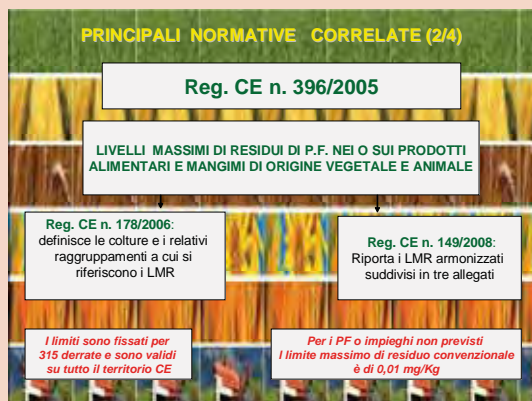 PRINCIPALI NORMATIVE CORRELATE (2/4)
Reg. CE n. 396/2005
LIVELLI MASSIMI DI RESIDUI DI P.F. NEI O SUI PRODOTTI
ALIMENTARI E MANGIMI DI ORIGINE VEGETALE E ANIMALE
Reg. CE n. 178/2006:
definisce le colture e i relativi
raggruppamenti a cui si
riferiscono i LMR
Reg. CE n. 149/2008:
Riporta i LMR armonizzati
suddivisi in tre allegati
I limiti sono fissati per
315 derrate e sono validi
su tutto il territorio CE
Per i PF o impieghi non previsti
I limite massimo di residuo convenzionale
è di 0,01 mg/Kg